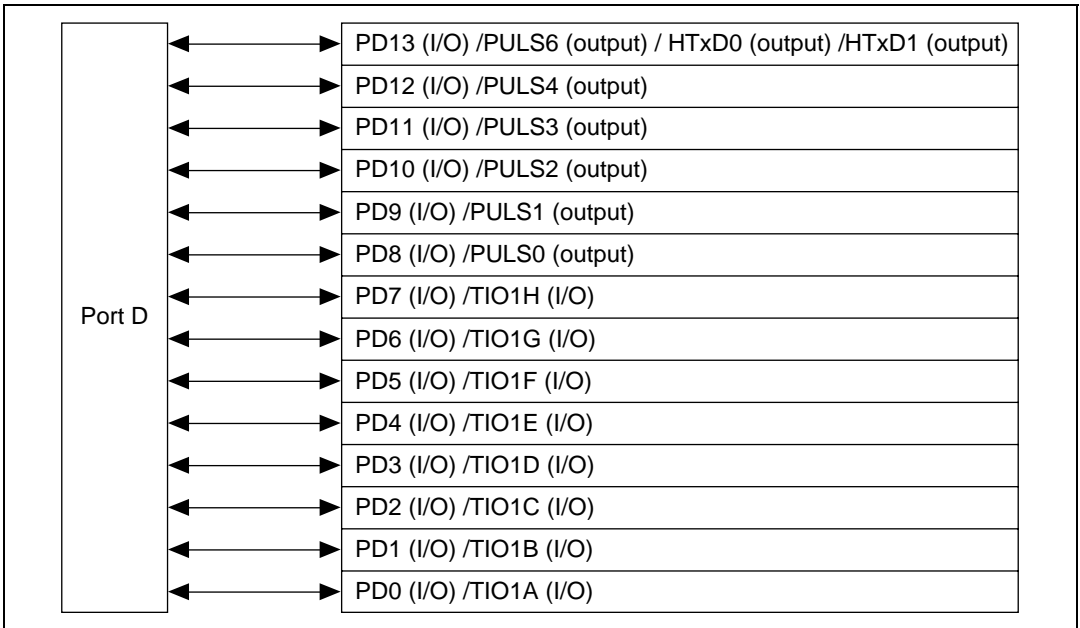 PD13 (I/O) /PULS6 (output) / HTxD0 (output) /HTxD1 (output)
PD12 (I/O) /PULS4 (output)
PD11 (I/O) /PULS3 (output)
PD10 (I/O) /PULS2 (output)
PD9 (I/O) /PULS1 (output)
PD8 (I/O) /PULS0 (output)
PD7 (I/O) /TIO1H (I/O)
Port D
PD6 (I/O) /TIO1G (I/O)
PD5 (I/O) /TIO1F (I/O)
PD4 (I/O) /TIO1E (I/O)
PD3 (I/O) /TIO1D (I/O)
PD2 (I/O) /TIO1C (I/O)
PD1 (I/O) /TIO1B (I/O)
PD0 (I/O) /TIO1A (I/O)